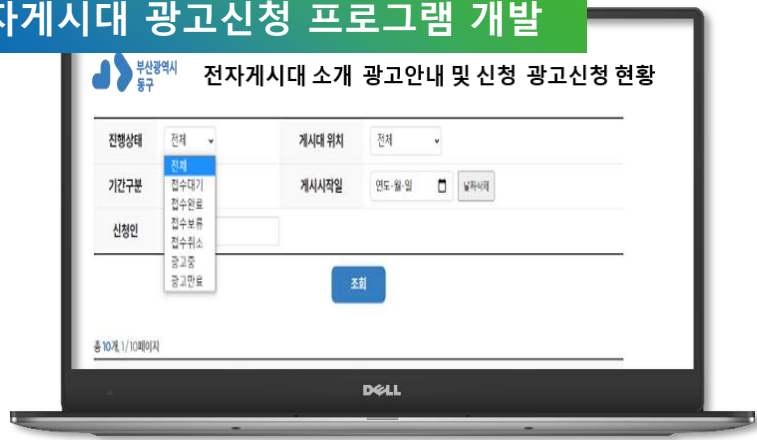 자게시대 광고신청 프로그램 개발
부산광역시
동구
전자게시대 소개 광고안내 및 신청 광고신청 현황
진행상태 전체 게시대 위치 전체
전체
기간구분 접수대기 게시시작일 연도-월-일 날짜삭제
접수완료
신청인 접수보류
접수취소
광고중
광고만료
조회
총 10개, 1/10페이지
DELL